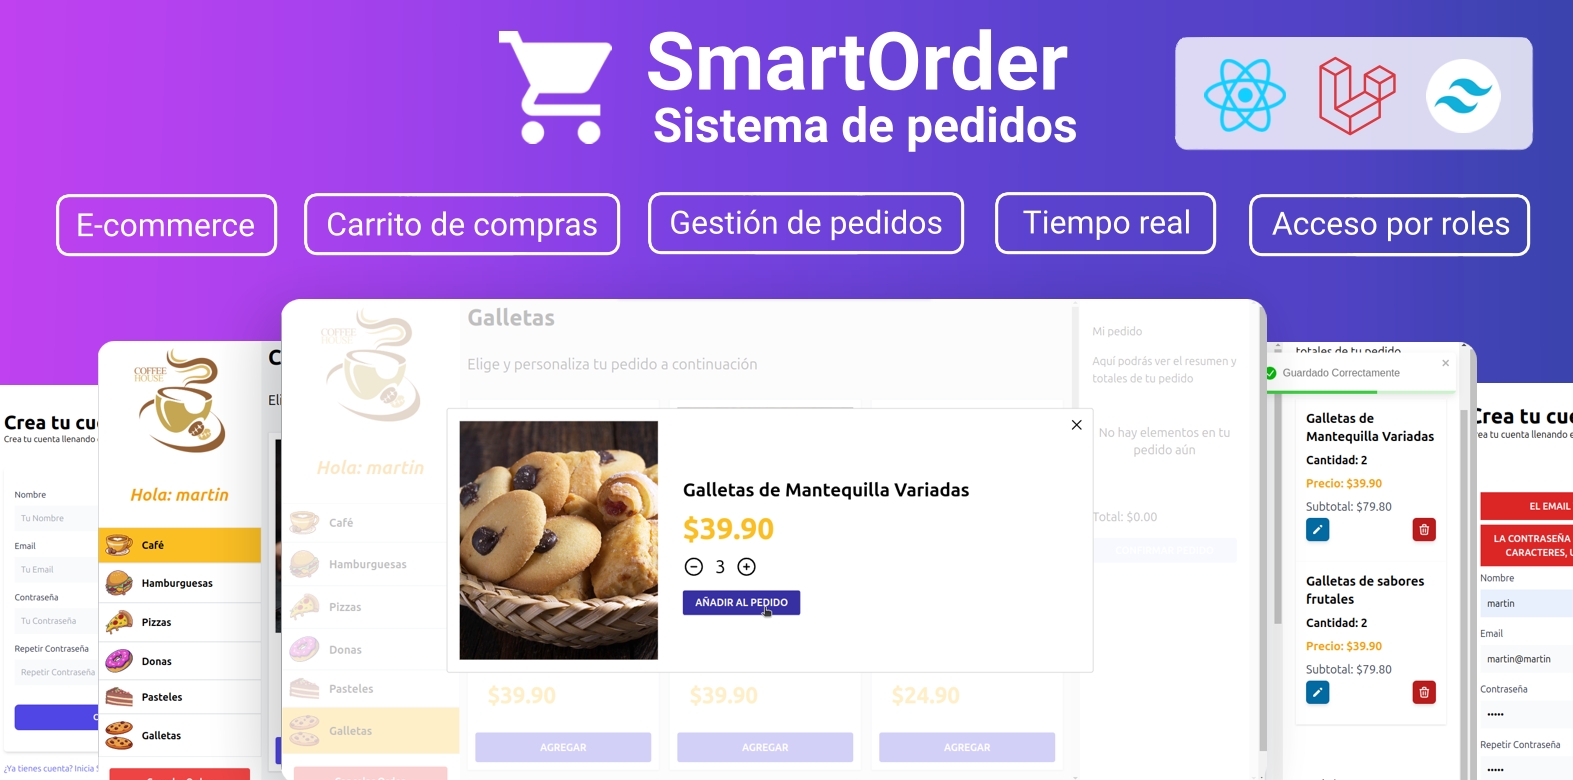 SmartOrder
Sistema de pedidos
E-commerce
Carrito de compras
Gestión de pedidos
Tiempo real
Acceso por roles
Crea tu
Crea tu cuenta llenando
Nombre
Tu Nombre
Email
Tu Email
Contraseña
Tu Contraseña
Repetir Contraseña
Repetir Contraseña
¿Ya tienes cuenta? Inicia
COFFEE
HOUSE
Hola: martin
Café
Hamburguesas
Pizzas
Donas
Pasteles
Galletas
COFFEE
HOUSE
Hola: martin
Café
Hamburguesas
Pizzas
Donas
Pasteles
Galletas
Galletas
Elige y personaliza tu pedido a continuación
Galletas de Mantequilla Variadas
$39.90
3
AÑADIR AL PEDIDO
$39.90
$39.90
$24.90
AGREGAR
AGREGAR
AGREGAR
Mi pedido
Aquí podrás ver el resumen y
totales de tu pedido
No hay elementos en tu
pedido aún
Total: $0.00
totales de tu pedido
Guardado Correctamente
Galletas de
Mantequilla Variadas
Cantidad: 2
Precio: $39.90
Subtotal: $79.80
Galletas de sabores
frutales
Cantidad: 2
Precio: $39.90
Subtotal: $79.80
Crea tu
tu cuenta llenando
EL EMAIL
LA CONTRASEÑA
CARACTERES,
Nombre
martin
Email
martin@martin
Contraseña
•••••
Repetir Contraseña
•••••